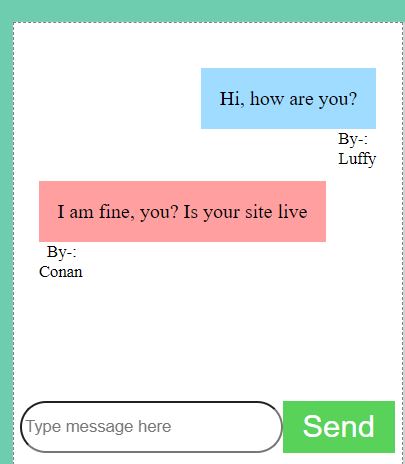 Hi, how are you?
By-:
Luffy
I am fine, you? Is your site live
By-:
Conan
Type message here
Send